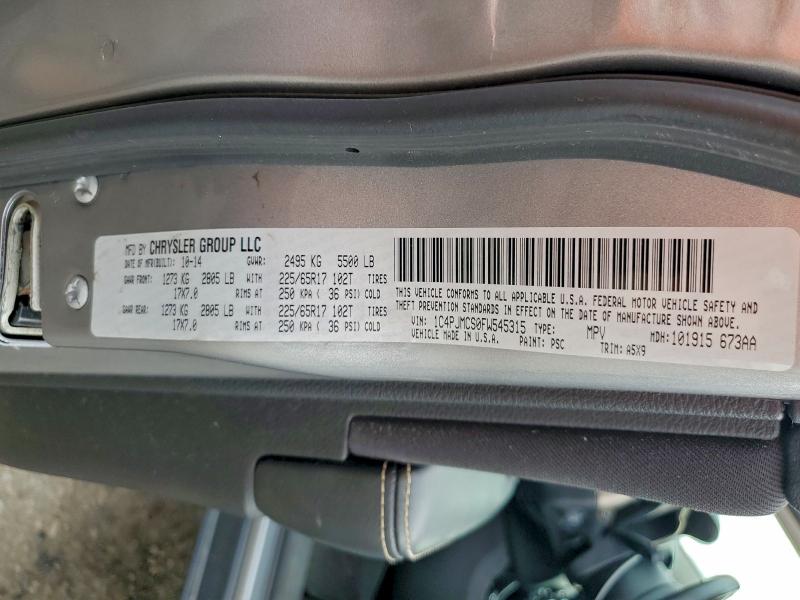 MFD BY CHRYSLER GROUP LLC
DATE OF MFR(BUILT): 10-14 GVWR: 2495 KG 5500 LB
GAWR FRONT: 1273 KG 2805 LB WITH 225/65R17 102T TIRES
17X7.0 RIMS AT 250 KPA ( 36 PSI) COLD
GAWR REAR: 1273 KG 2805 LB WITH 225/65R17 102T TIRES
17X7.0 RIMS AT 250 KPA ( 36 PSI) COLD
THIS VEHICLE CONFORMS TO ALL APPLICABLE U.S.A. FEDERAL MOTOR VEHICLE SAFETY AND
THEFT PREVENTION STANDARDS IN EFFECT ON THE DATE OF MANUFACTURE SHOWN ABOVE.
VIN: 1C4PJMCS0FW545315 TYPE: MPV MDH: 101915 673AA
VEHICLE MADE IN U.S.A. PAINT: PSC TRIM: A5X9